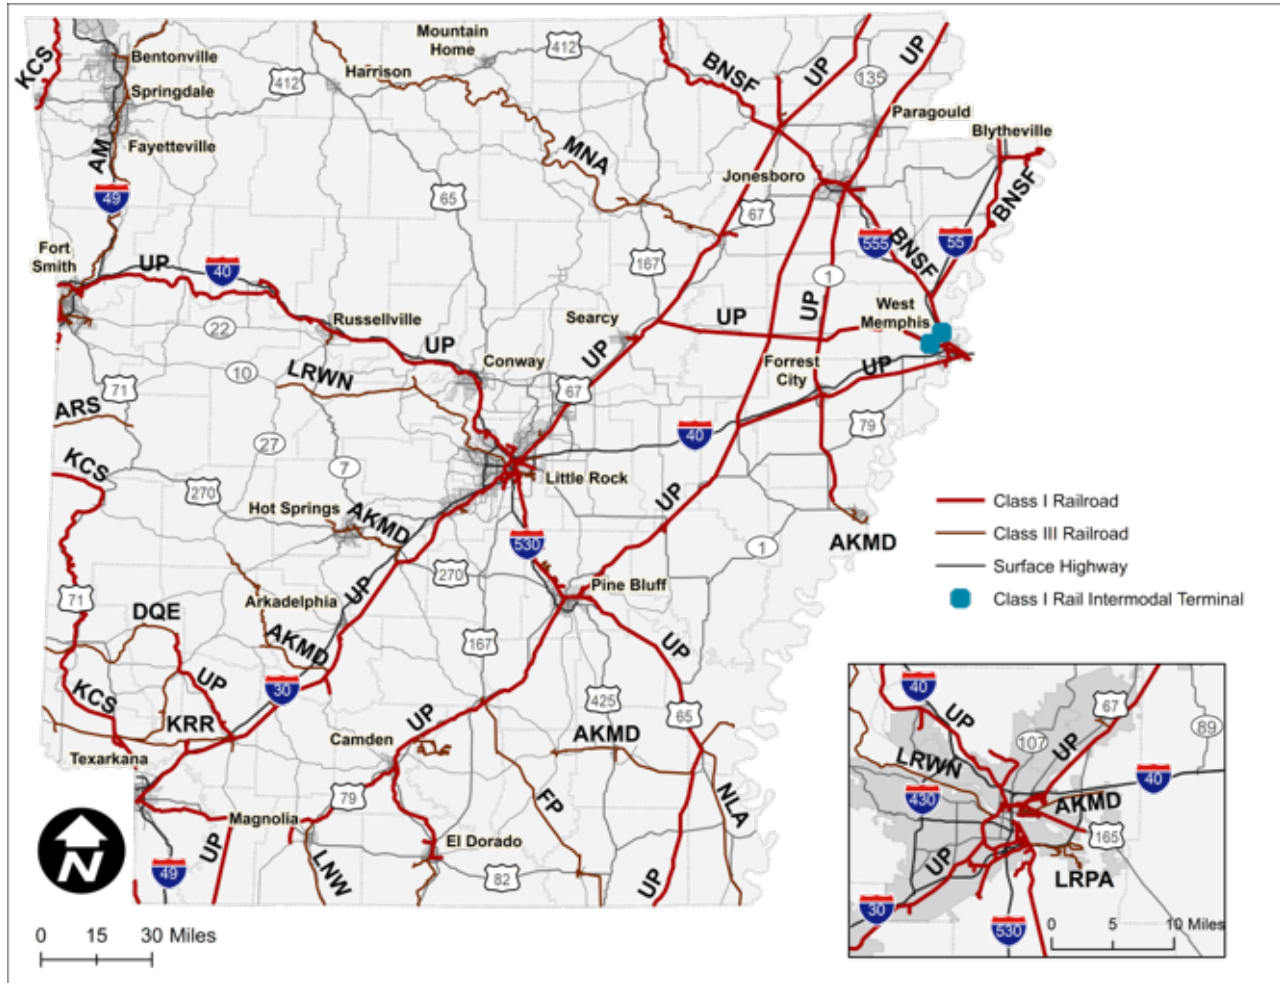 KCS
Bentonville
Springdale
AM
Fayetteville
49
Mountain
Home
412
412
Harrison
BNSF
UP
135
UP
Paragould
Blytheville
MNA
Jonesboro
65
67
167
555
BNSF
55
BNSF
Fort
Smith
UP
40
22
Russellville
UP
Searcy
UP
1
UP
West
Memphis
UP
Conway
67
Forrest
City
UP
71
10
LRWN
ARS
27
7
40
79
KCS
270
Hot Springs
AKMD
Little Rock
UP
530
1
AKMD
Class I Railroad
Class III Railroad
Surface Highway
Class I Rail Intermodal Terminal
71
270
UP
Pine Bluff
Arkadelphia
DQE
AKMD
167
UP
KCS
UP
30
425
65
KRR
UP
Camden
AKMD
Texarkana
79
FP
NLA
Magnolia
UP
El Dorado
LNW
82
UP
49
N
0 15 30 Miles
40
UP
67
89
107
UP
LRWN
40
430
AKMD
165
UP
LRPA
30
530
0 5 10 Miles